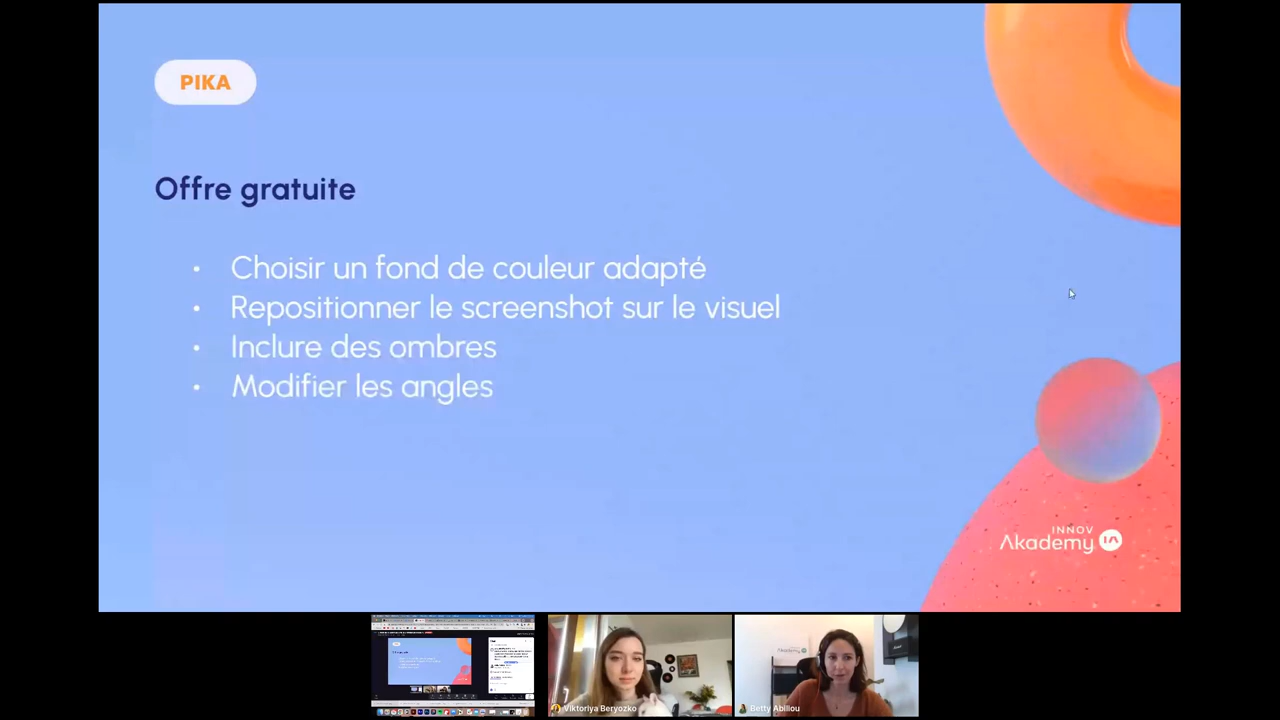 PIKA
Offre gratuite
• Choisir un fond de couleur adapté
• Repositionner le screenshot sur le visuel
• Inclure des ombres
• Modifier les angles
INNOV
Akademy IA
Viktoriya Beryozko
Betty Abillou